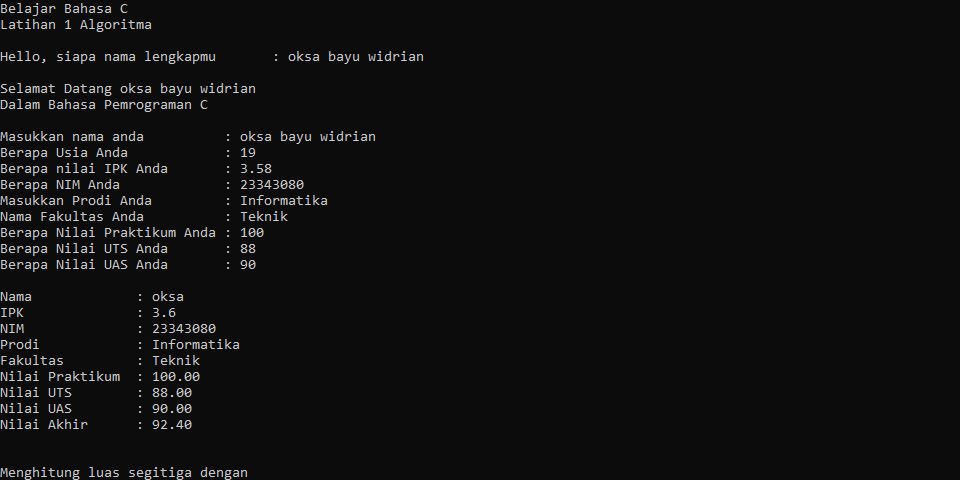 Belajar Bahasa C
Latihan 1 Algoritma
Hello, siapa nama lengkapmu       : oksa bayu widrian
Selamat Datang oksa bayu widrian
Dalam Bahasa Pemrograman C
Masukkan nama anda          : oksa bayu widrian
Berapa Usia Anda            : 19
Berapa nilai IPK Anda       : 3.58
Berapa NIM Anda             : 23343080
Masukkan Prodi Anda         : Informatika
Nama Fakultas Anda          : Teknik
Berapa Nilai Praktikum Anda : 100
Berapa Nilai UTS Anda       : 88
Berapa Nilai UAS Anda       : 90
Nama             : oksa
IPK              : 3.6
NIM              : 23343080
Prodi            : Informatika
Fakultas         : Teknik
Nilai Praktikum  : 100.00
Nilai UTS        : 88.00
Nilai UAS        : 90.00
Nilai Akhir      : 92.40
Menghitung luas segitiga dengan